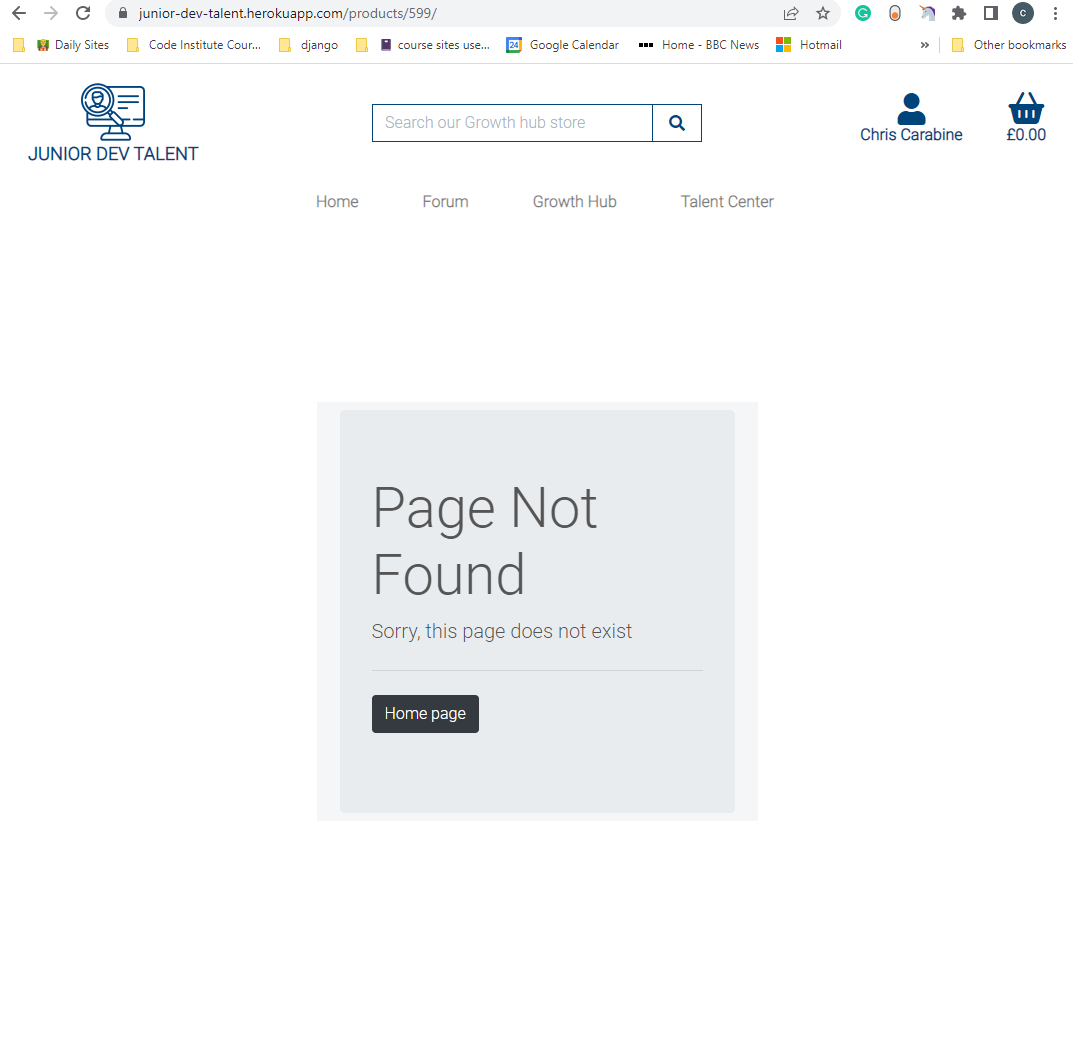 junior-dev-talent.herokuapp.com/products/599/
C
Daily Sites
Code Institute Cour...
django
course sites use...
24
Google Calendar
Home - BBC News
Hotmail
»
Other bookmarks
JUNIOR DEV TALENT
Search our Growth hub store
Chris Carabine
£0.00
Home
Forum
Growth Hub
Talent Center
Page Not
Found
Sorry, this page does not exist
Home page